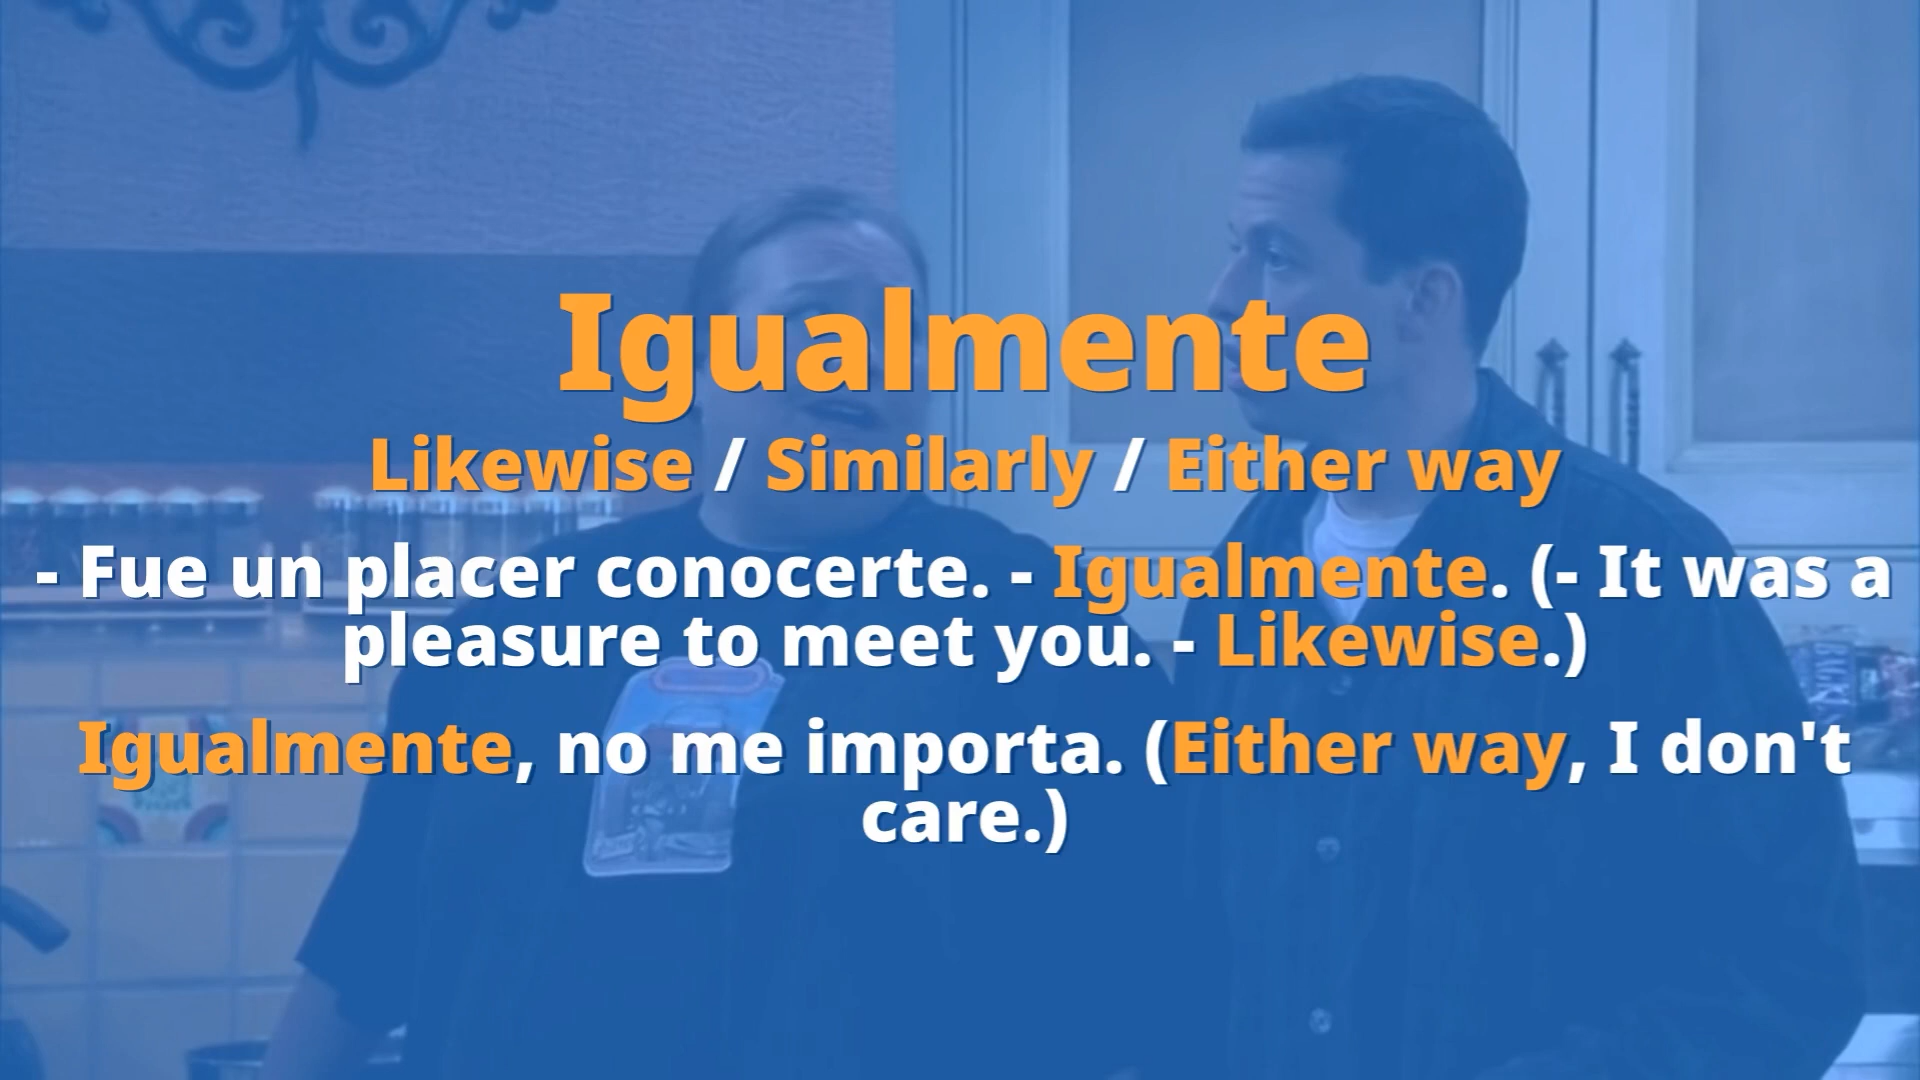 Igualmente
Likewise / Similarly / Either way
- Fue un placer conocerte. - Igualmente. (- It was a
pleasure to meet you. - Likewise.)
Igualmente, no me importa. (Either way, I don't
care.)